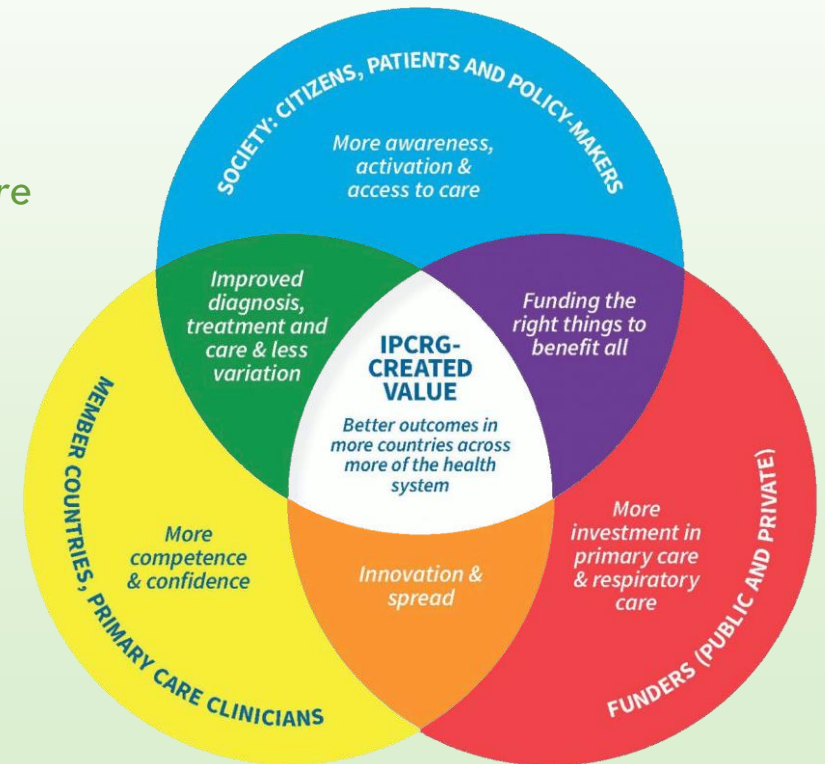 re
SOCIETY: CITIZENS, PATIENTS AND POLICY-MAKERS
More awareness,
activation &
access to care
Improved
diagnosis,
treatment and
care & less
variation
Funding the
right things to
benefit all
IPCRG-
CREATED
VALUE
Better outcomes in
more countries across
more of the health
system
MEMBER COUNTRIES, PRIMARY CARE CLINICIANS
More
competence
& confidence
Innovation &
spread
More
investment in
primary care
& respiratory
care
FUNDERS (PUBLIC AND PRIVATE)